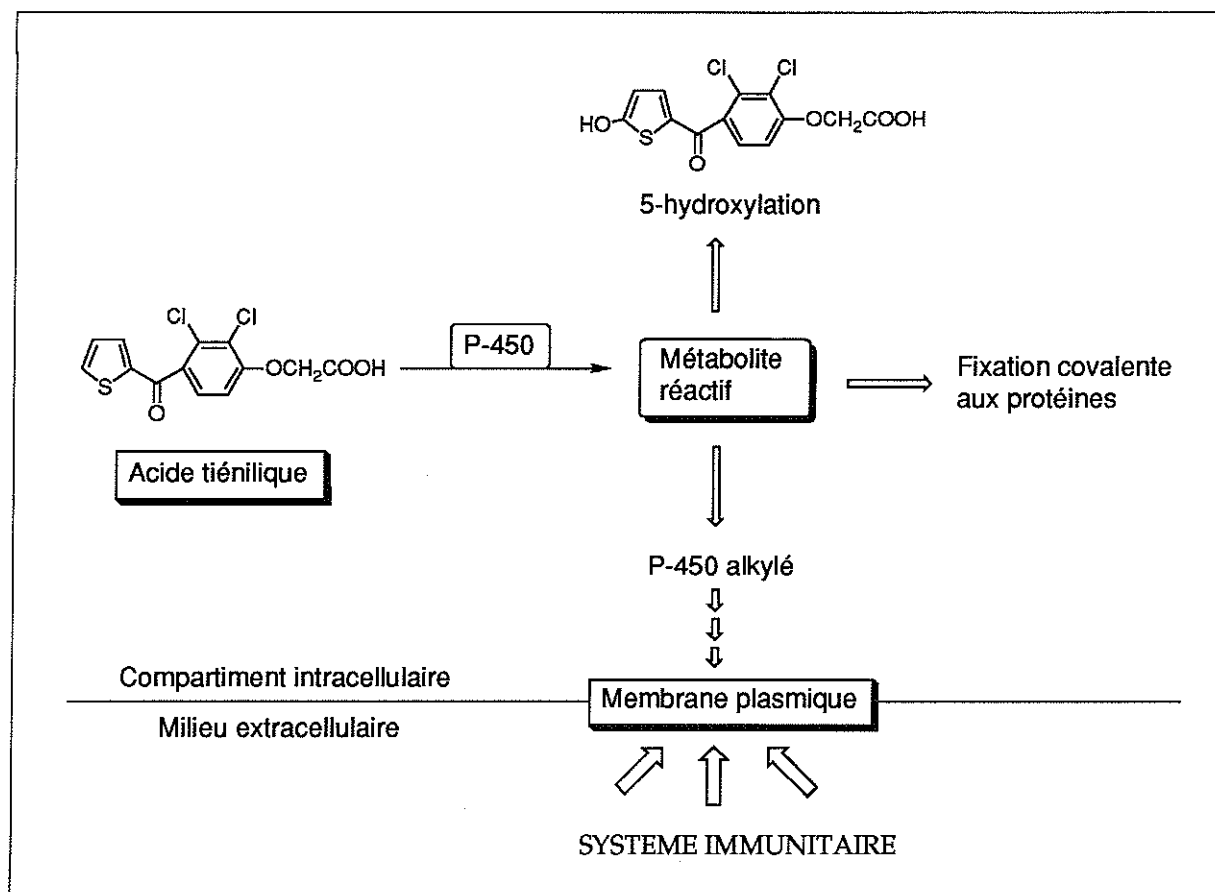 Cl Cl
HO S O OCH2COOH
5-hydroxylation
Cl Cl
S O OCH2COOH
P-450
Métabolite
réactif
Fixation covalente
aux protéines
Acide tiénilique
P-450 alkylé
Compartiment intracellulaire
Membrane plasmique
Milieu extracellulaire
SYSTEME IMMUNITAIRE